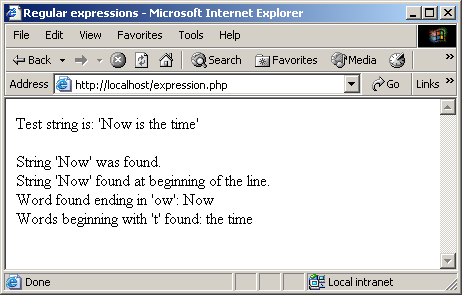 Regular expressions - Microsoft Internet Explorer
File Edit View Favorites Tools Help
Back Search Favorites Media
Address http://localhost/expression.php Go Links
Test string is: 'Now is the time'
String 'Now' was found.
String 'Now' found at beginning of the line.
Word found ending in 'ow': Now
Words beginning with 't' found: the time
Done Local intranet